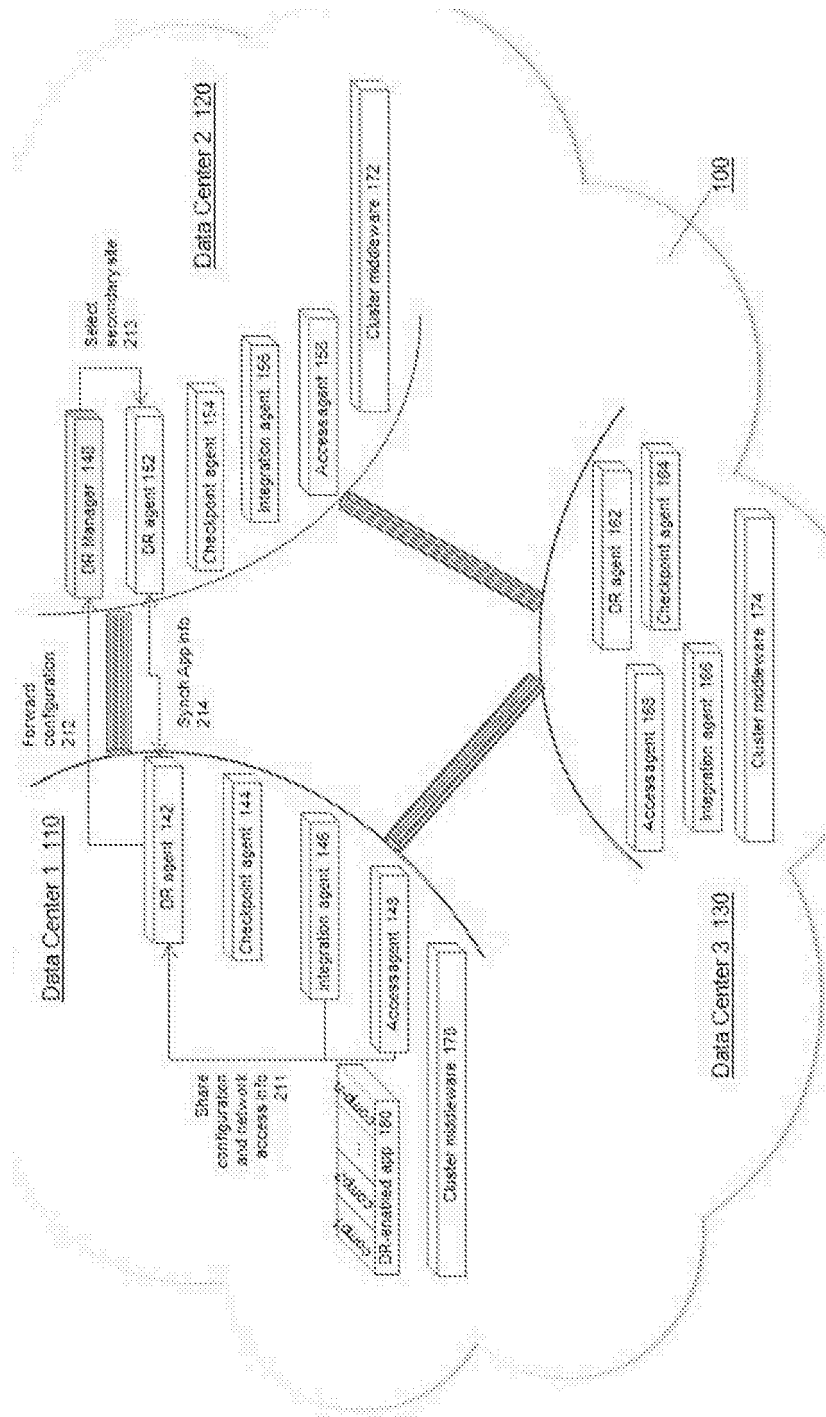 Data Center 1  110
Forward
configuration
212
Select
secondary site
213
Data Center 2  120
DR Manager  140
DR agent 152
Checkpoint agent  154
Integration agent  156
Access agent  158
Cluster middleware  172
Synch App info
214
DR agent  142
Checkpoint agent  144
Integration agent  146
Access agent  148
Share
configuration
and network
access info
211
...
DR-enabled app  180
Cluster middleware  170
100
DR agent  162
Checkpoint agent  164
Access agent  168
Integration agent  166
Cluster middleware  174
Data Center 3  130